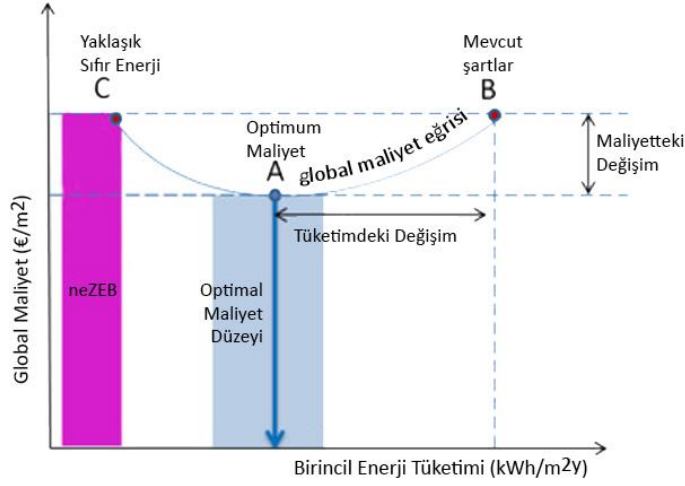 Yaklaşık
Sıfır Enerji
C
Mevcut
şartlar
B
Optimum
Maliyet
A
global maliyet eğrisi
Maliyetteki
Değişim
Tüketimdeki Değişim
neZEB
Optimal
Maliyet
Düzeyi
Global Maliyet (€/m2)
Birincil Enerji Tüketimi (kWh/m2y)